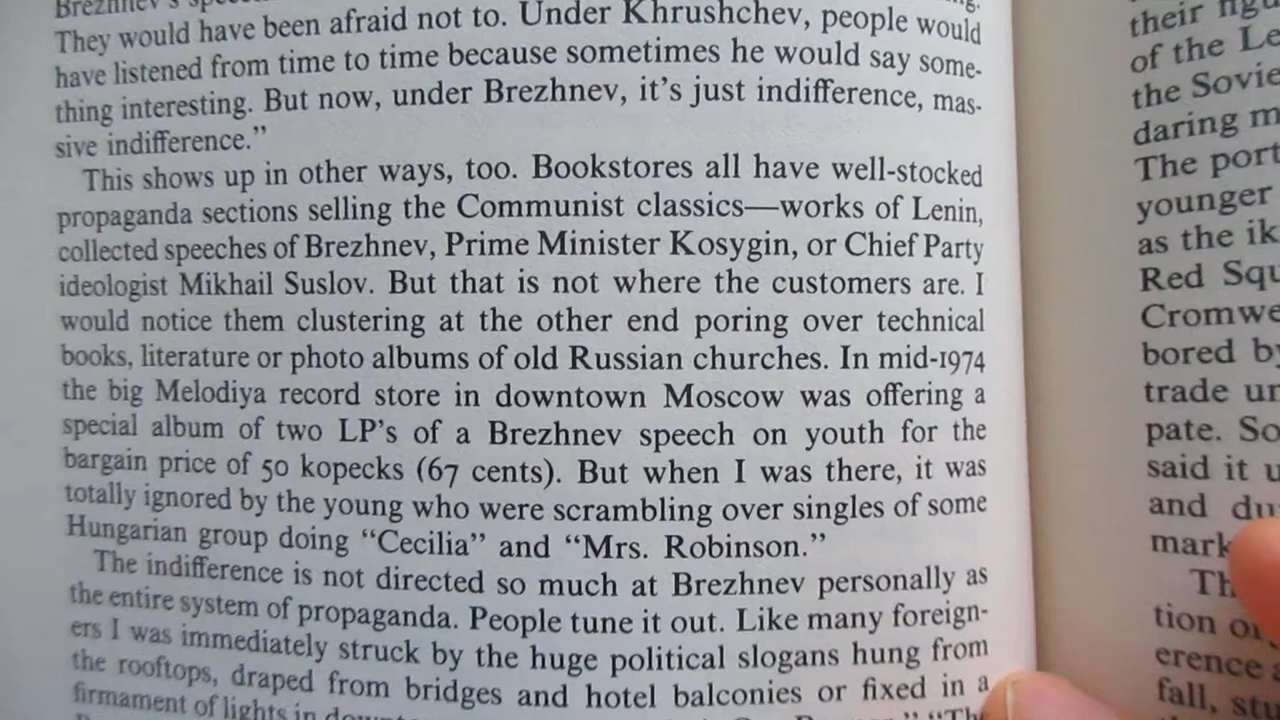 Brezhnev's
They would have been afraid not to. Under Khrushchev, people would
have listened from time to time because sometimes he would say some-
thing interesting. But now, under Brezhnev, it's just indifference, mas-
sive indifference."
This shows up in other ways, too. Bookstores all have well-stocked
propaganda sections selling the Communist classics—works of Lenin,
collected speeches of Brezhnev, Prime Minister Kosygin, or Chief Party
ideologist Mikhail Suslov. But that is not where the customers are. I
would notice them clustering at the other end poring over technical
books, literature or photo albums of old Russian churches. In mid-1974
the big Melodiya record store in downtown Moscow was offering a
special album of two LP's of a Brezhnev speech on youth for the
bargain price of 50 kopecks (67 cents). But when I was there, it was
totally ignored by the young who were scrambling over singles of some
Hungarian group doing "Cecilia" and "Mrs. Robinson."
The indifference is not directed so much at Brezhnev personally as
the entire system of propaganda. People tune it out. Like many foreign-
ers I was immediately struck by the huge political slogans hung from
the rooftops, draped from bridges and hotel balconies or fixed in a
firmament of lights in
their
of the
the
daring
The
younger
as the
Red
bored
trade
pate. So
said it
and
tion
fall,